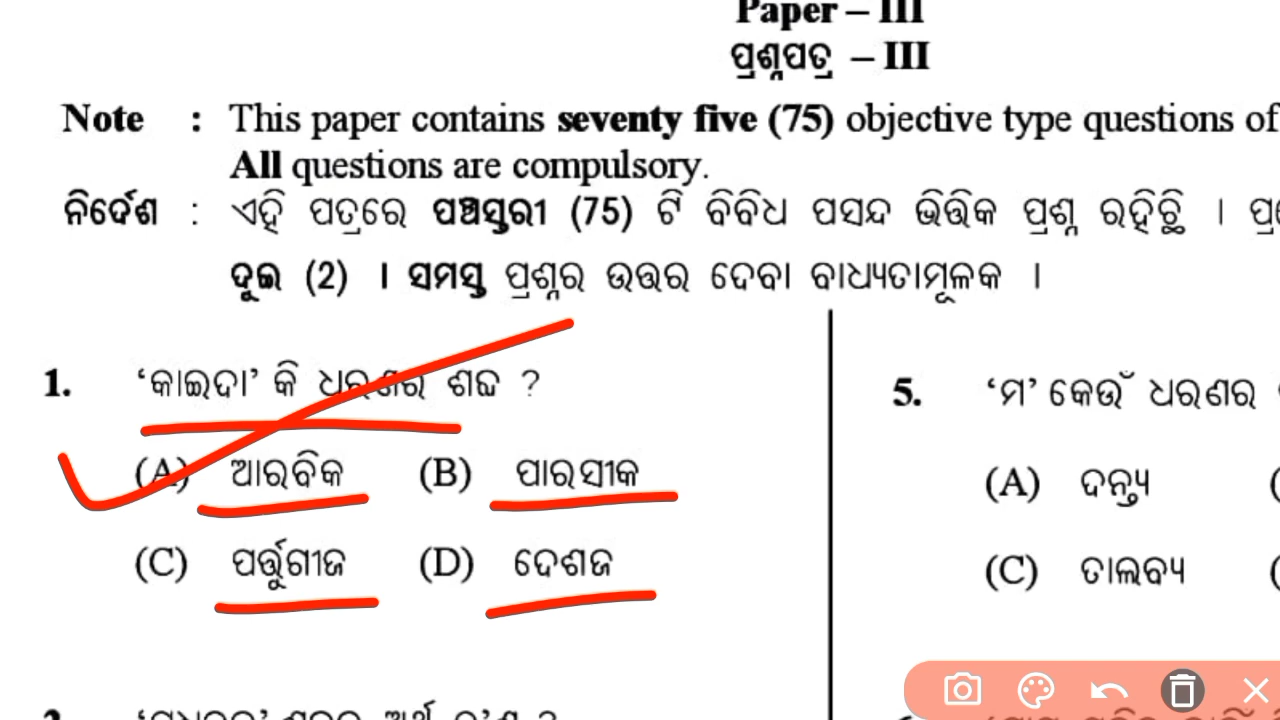 Paper – III
ପ୍ରଶ୍ନପତ୍ର – III
Note : This paper contains seventy five (75) objective type questions of
All questions are compulsory.
ନିର୍ଦେଶ : ଏହି ପତ୍ରରେ ପଞ୍ଚସ୍ତରୀ (75) ଟି ବିବିଧ ପସନ୍ଦ ଭିତ୍ତିକ ପ୍ରଶ୍ନ ରହିଚ୍ଛି ।
ଦୁଇ (2) । ସମସ୍ତ ପ୍ରଶ୍ନର ଉତ୍ତର ଦେବା ବାଧ୍ୟତାମୂଳକ ।
1. ‘କାଇଦା’ କି ଧରଣର ଶବ୍ଦ ?
(A) ଆରବିକ (B) ପାରସୀକ
(C) ପର୍ତ୍ତୁଗୀଜ (D) ଦେଶଜ
5. ‘ମ’ କେଉଁ ଧରଣର
(A) ଦନ୍ତ୍ୟ
(C) ତାଲବ୍ୟ